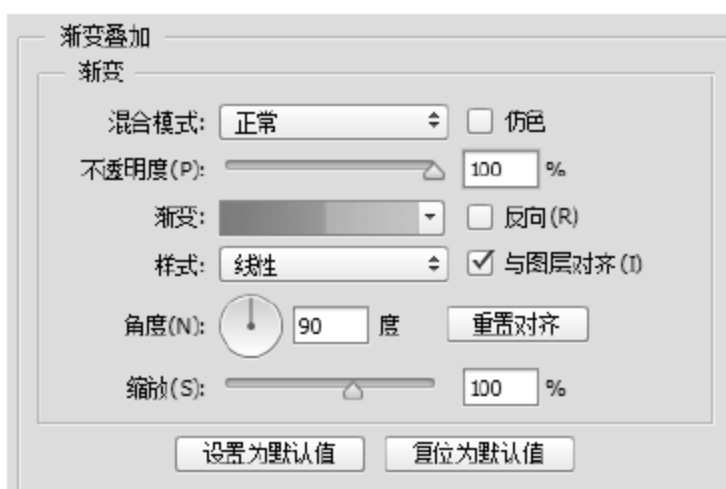 渐变叠加
渐变
混合模式: 正常 仿色
不透明度(P): 100 %
渐变: 反向(R)
样式: 线性 与图层对齐(I)
角度(N): 90 度 重置对齐
缩放(S): 100 %
设置为默认值 复位为默认值